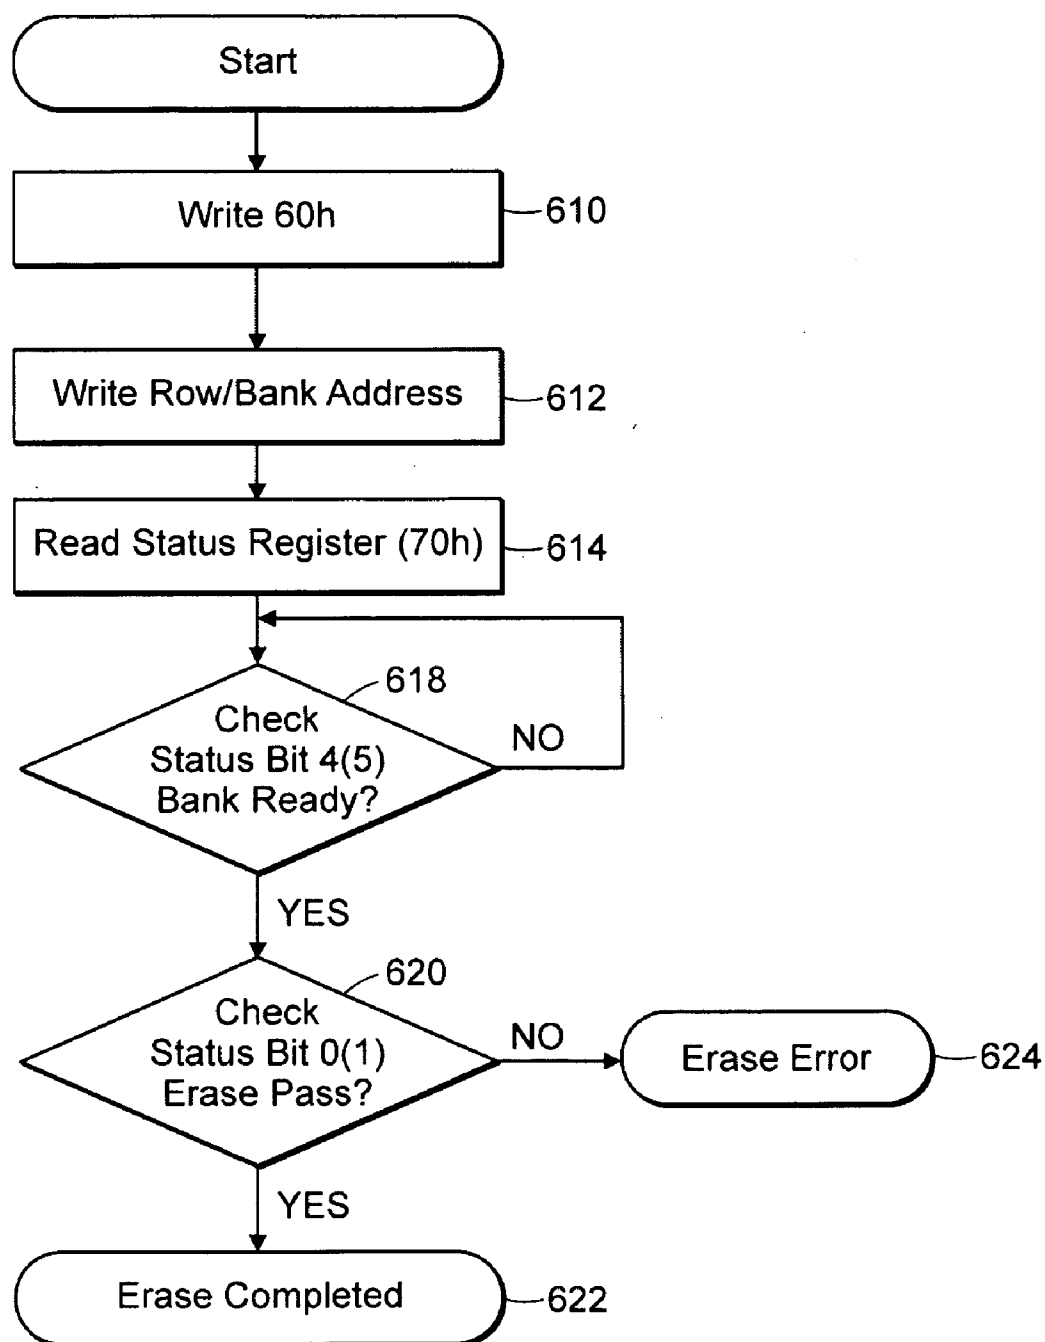 Start
Write 60h
610
Write Row/Bank Address
612
Read Status Register (70h)
614
618
Check
Status Bit 4(5)
Bank Ready?
NO
YES
620
Check
Status Bit 0(1)
Erase Pass?
NO
Erase Error
624
YES
Erase Completed
622